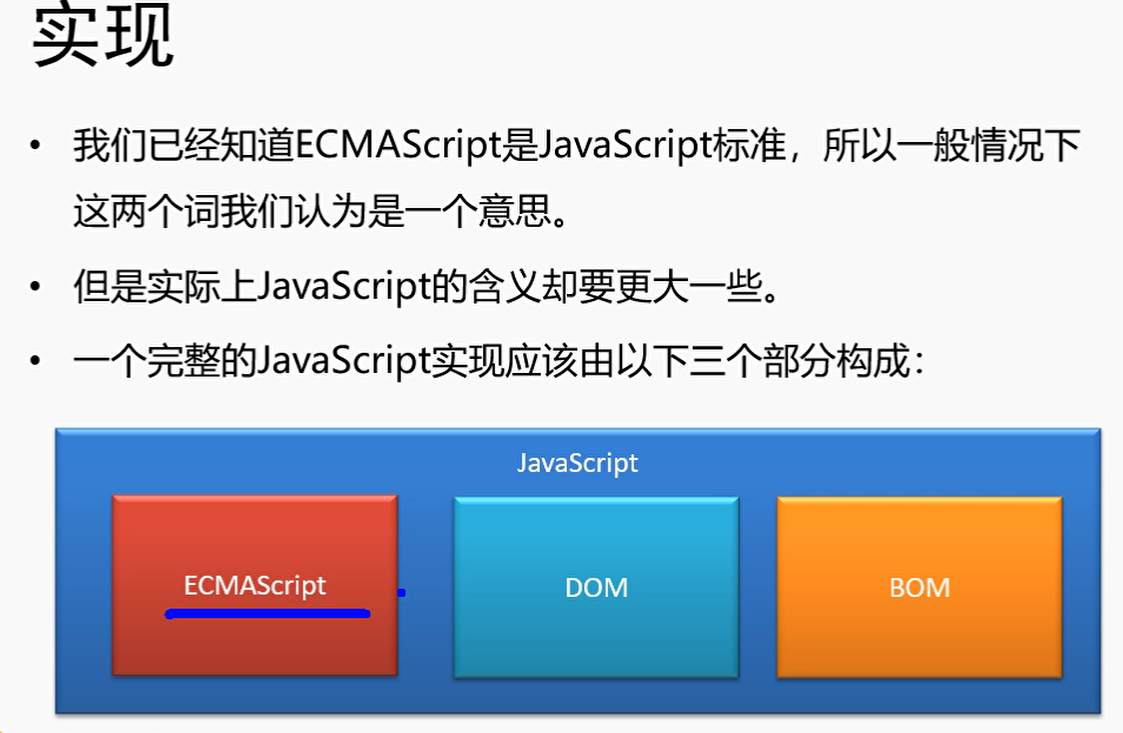 实现
• 我们已经知道ECMAScript是JavaScript标准，所以一般情况下
这两个词我们认为是一个意思。
• 但是实际上JavaScript的含义却要更大一些。
• 一个完整的JavaScript实现应该由以下三个部分构成：
JavaScript
ECMAScript
DOM
BOM